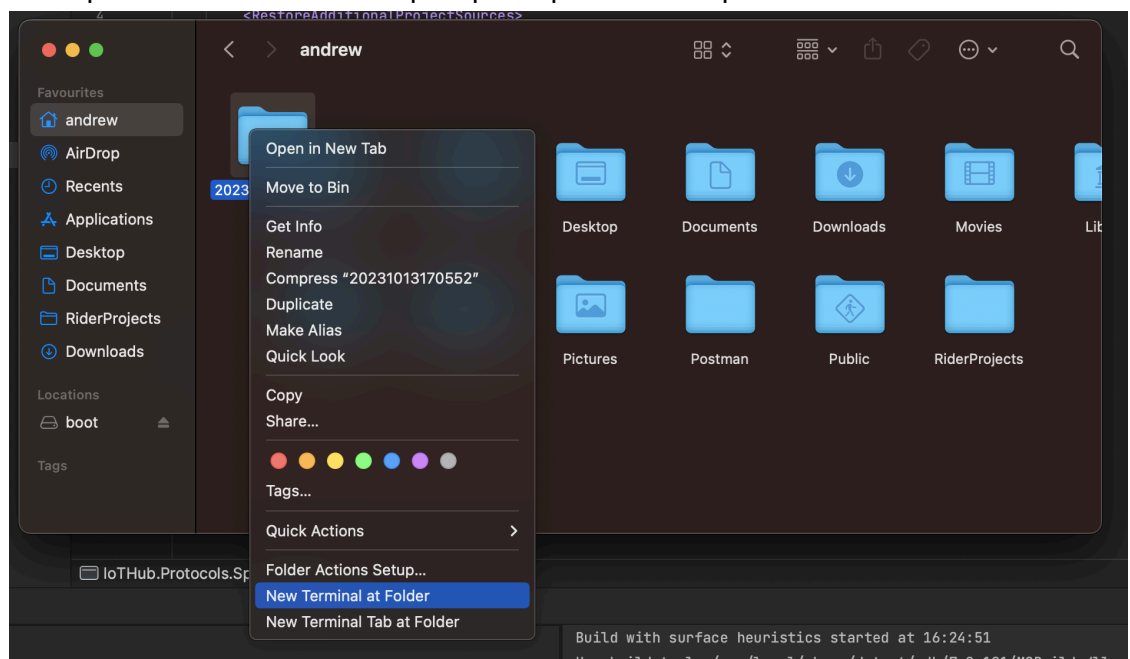 4
<RestoreAdditionalProjectSources>
andrew
Favourites
andrew
AirDrop
Recents
Applications
Desktop
Documents
RiderProjects
Downloads
Locations
boot
Tags
2023
Open in New Tab
Move to Bin
Get Info
Rename
Compress “20231013170552”
Duplicate
Make Alias
Quick Look
Copy
Share...
Tags...
Quick Actions
Folder Actions Setup...
New Terminal at Folder
New Terminal Tab at Folder
Desktop
Documents
Downloads
Movies
Lib
Pictures
Postman
Public
RiderProjects
IoTHub.Protocols.Sp
Build with surface heuristics started at 16:24:51